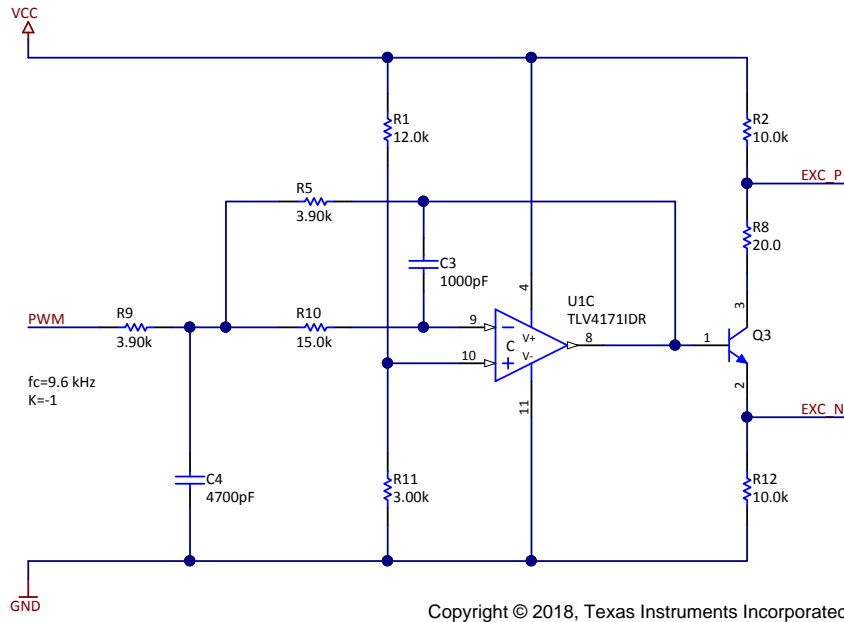 VCC
R1
12.0k
R2
10.0k
EXC_P
R5
3.90k
R8
20.0
C3
1000pF
4
3
U1C
TLV4171IDR
PWM
R9
3.90k
R10
15.0k
9
V+
C
V-
8
1
Q3
10
2
fc=9.6 kHz
K=-1
11
EXC_N
C4
4700pF
R11
3.00k
R12
10.0k
GND
Copyright © 2018, Texas Instruments Incorporated